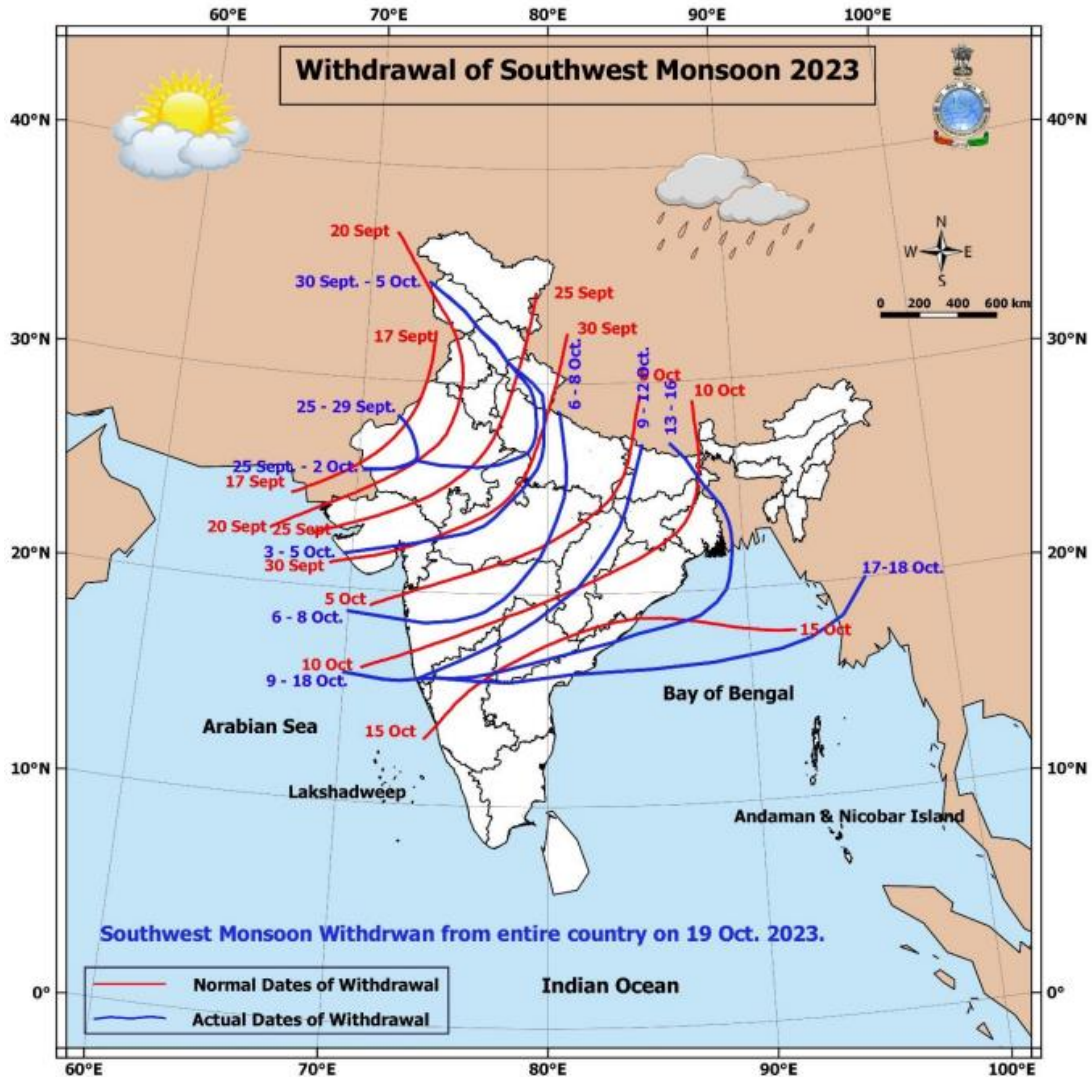 60°E
70°E
80°E
90°E
100°E
Withdrawal of Southwest Monsoon 2023
40°N
40°N
N
W
E
S
20 Sept
30 Sept. - 5 Oct.
25 Sept
0 200 400 600 km
30 Sept
17 Sept
30°N
30°N
6 - 8 Oct.
9 - 12 Oct.
Oct
13 - 16
10 Oct
25 - 29 Sept.
25 Sept. - 2 Oct.
17 Sept
20 Sept
25 Sept
3 - 5 Oct.
30 Sept
20°N
20°N
17-18 Oct.
5 Oct
6 - 8 Oct.
15 Oct
10 Oct
9 - 18 Oct.
Bay of Bengal
Arabian Sea
15 Oct
10°N
10°N
Lakshadweep
Andaman & Nicobar Island
Southwest Monsoon Withdrwan from entire country on 19 Oct. 2023.
Normal Dates of Withdrawal
Indian Ocean
0°
0°
Actual Dates of Withdrawal
60°E
70°E
80°E
90°E
100°E